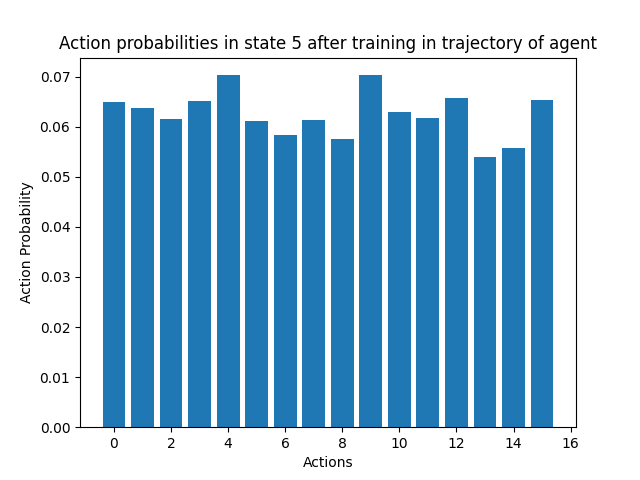 Action probabilities in state 5 after training in trajectory of agent
0.07
0.06
0.05
0.04
0.03
0.02
0.01
0.00
Action Probability
0 2 4 6 8 10 12 14 16
Actions